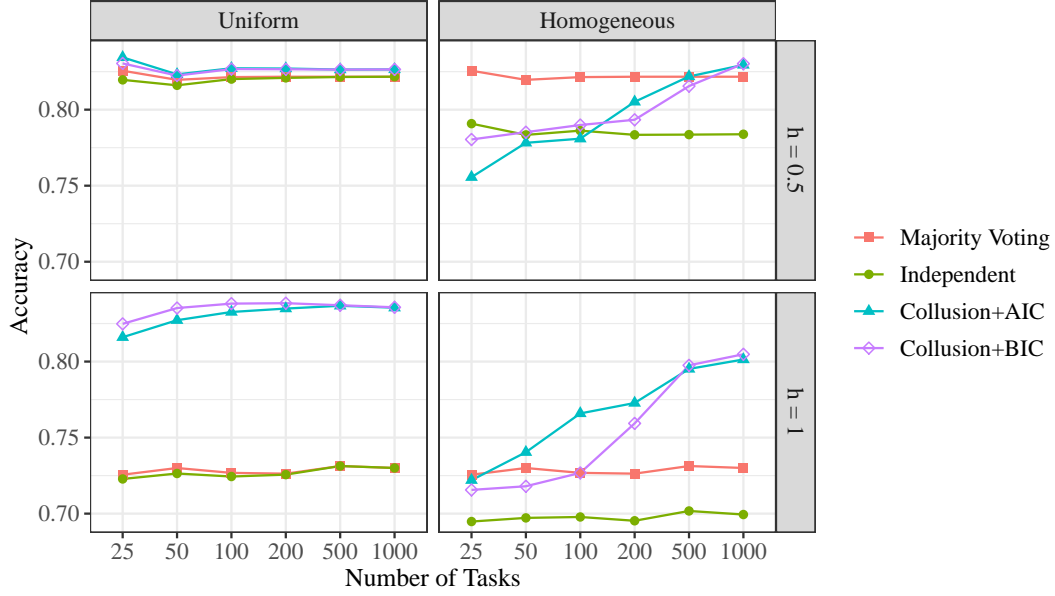 Uniform
Homogeneous
Accuracy
0.80
0.75
0.70
h = 0.5
0.80
0.75
0.70
h = 1
25 50 100 200 500 1000
25 50 100 200 500 1000
Number of Tasks
Majority Voting
Independent
Collusion+AIC
Collusion+BIC